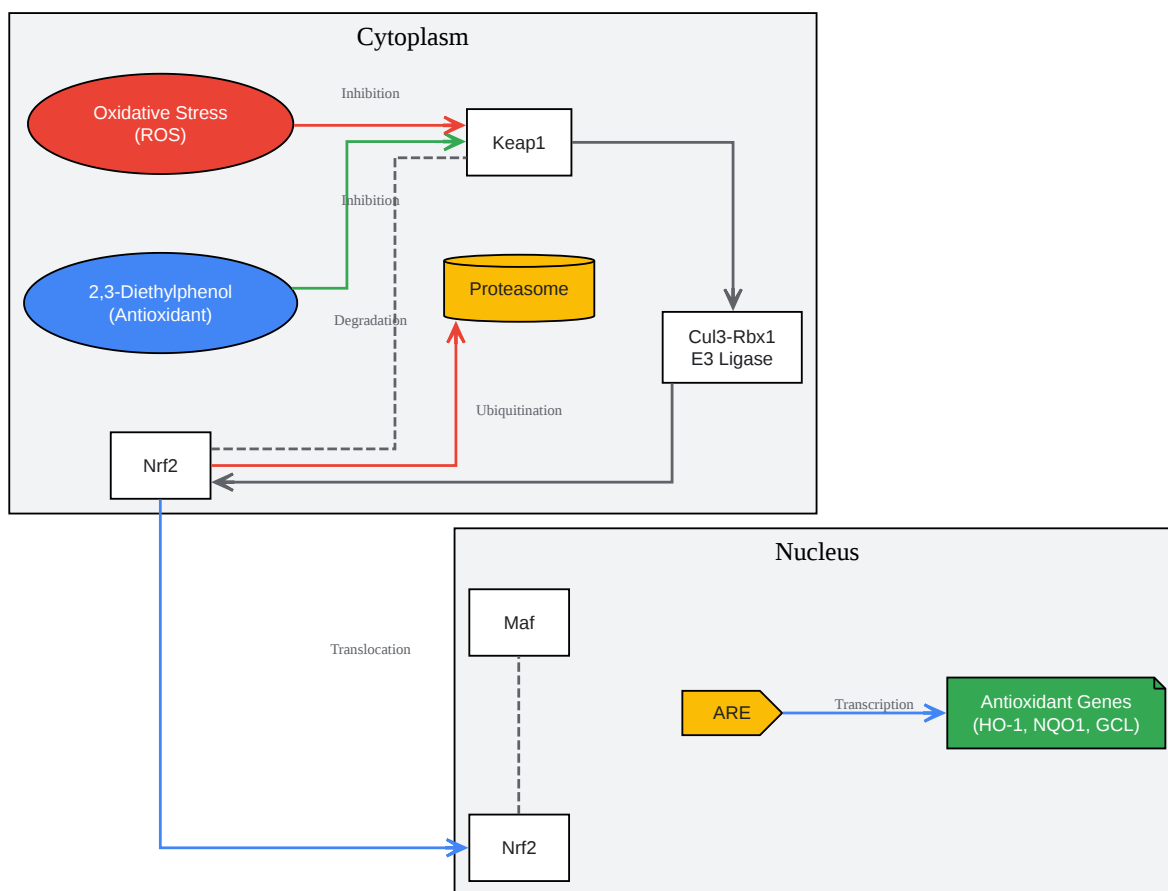 Cytoplasm
Inhibition
Oxidative Stress
(ROS)
Keap1
Inhibition
2,3-Diethylphenol
(Antioxidant)
Proteasome
Degradation
Cul3-Rbx1
E3 Ligase
Ubiquitination
Nrf2
Nucleus
Maf
Translocation
ARE
Transcription
Antioxidant Genes
(HO-1, NQO1, GCL)
Nrf2